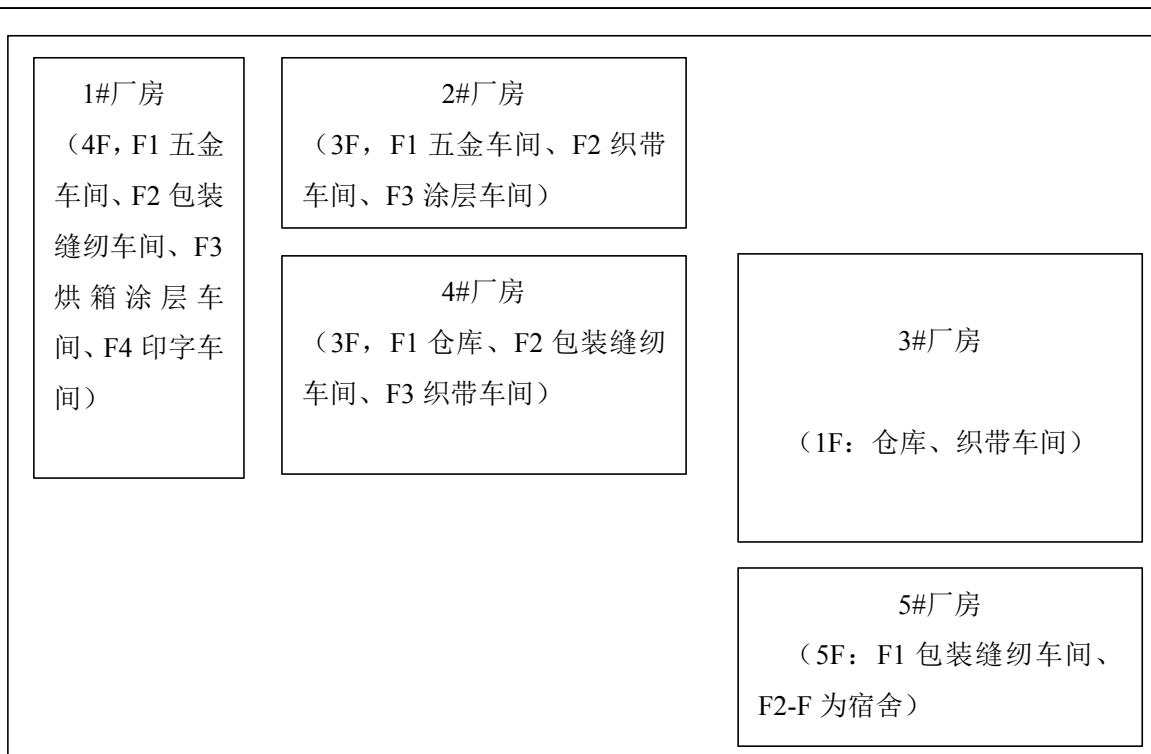 1#厂房
（4F，F1 五金
车间、F2 包装
缝纫车间、F3
烘箱涂层车
间、F4 印字车
间）
2#厂房
（3F，F1 五金车间、F2 织带
车间、F3 涂层车间）
4#厂房
（3F，F1 仓库、F2 包装缝纫
车间、F3 织带车间）
3#厂房
（1F：仓库、织带车间）
5#厂房
（5F：F1 包装缝纫车间、
F2-F 为宿舍）